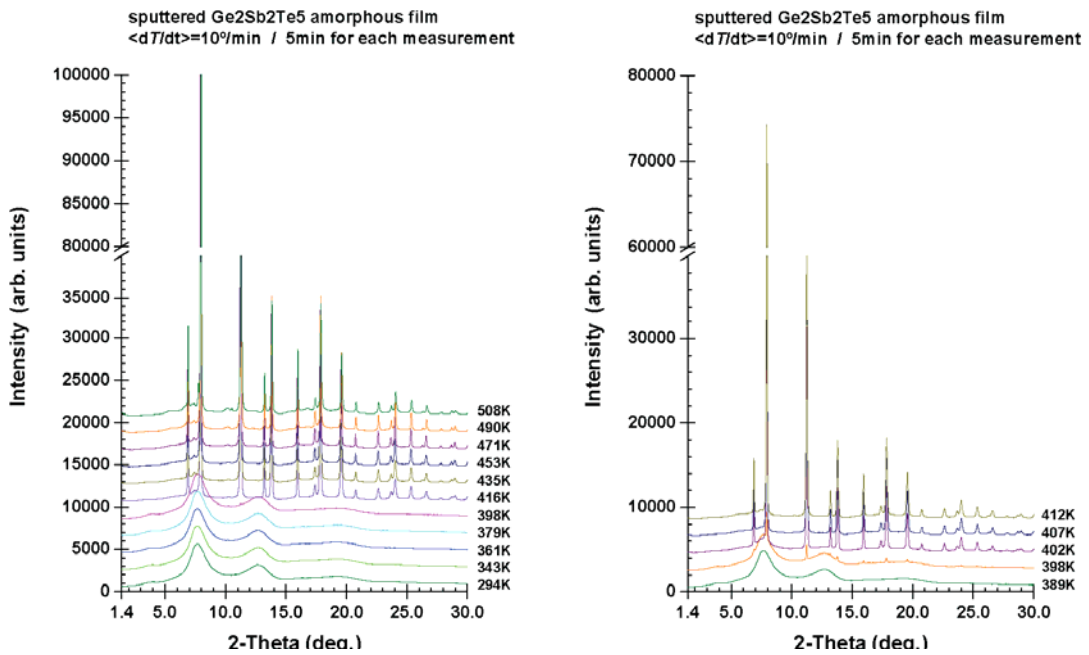 sputtered Ge2Sb2Te5 amorphous film
<dT/dt>=10º/min / 5min for each measurement
100000
95000
90000
85000
80000
35000
30000
25000
20000
15000
10000
5000
0
Intensity (arb. units)
508K
490K
471K
453K
435K
416K
398K
379K
361K
343K
294K
1.4 5.0 10.0 15.0 20.0 25.0 30.0
2-Theta (deg.)
sputtered Ge2Sb2Te5 amorphous film
<dT/dt>=10º/min / 5min for each measurement
80000
70000
60000
30000
20000
10000
0
Intensity (arb. units)
412K
407K
402K
398K
389K
1.4 5.0 10.0 15.0 20.0 25.0 30.0
2-Theta (deg.)